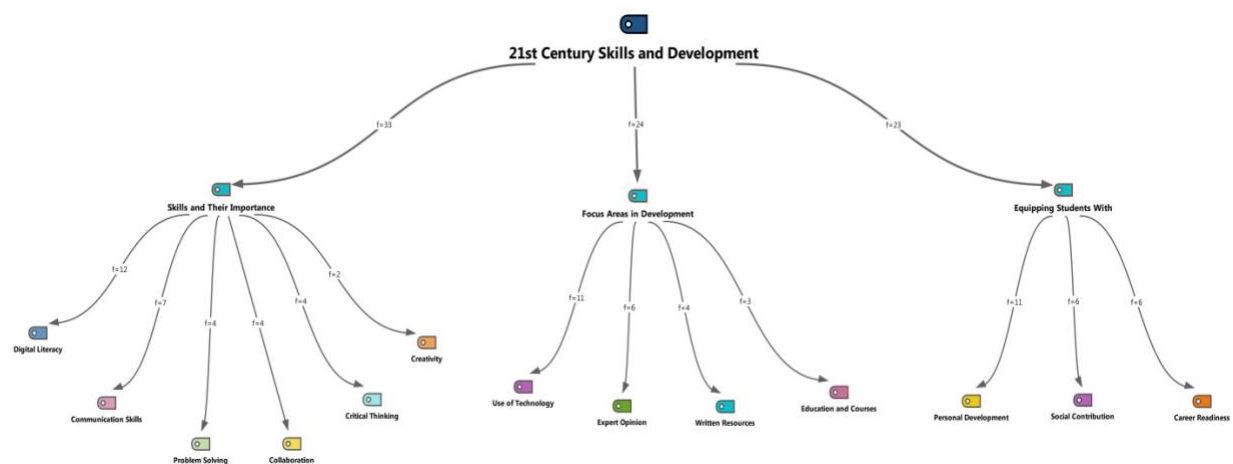 21st Century Skills and Development
f=33
f=24
f=23
Skills and Their Importance
Focus Areas in Development
Equipping Students With
f=12
f=7
f=4
f=4
f=4
f=2
f=11
f=6
f=4
f=3
f=11
f=6
f=6
Digital Literacy
Communication Skills
Problem Solving
Collaboration
Critical Thinking
Creativity
Use of Technology
Expert Opinion
Written Resources
Education and Courses
Personal Development
Social Contribution
Career Readiness